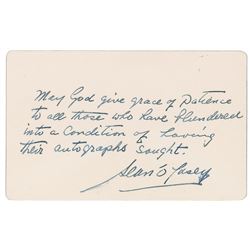 May God give grace of Patience
to all those who have blundered
into a Condition of having
their autographs sought.
Sean O'Casey